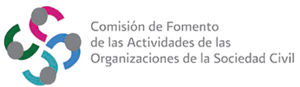 Comisión de Fomento
de las Actividades de las
Organizaciones de la Sociedad Civil